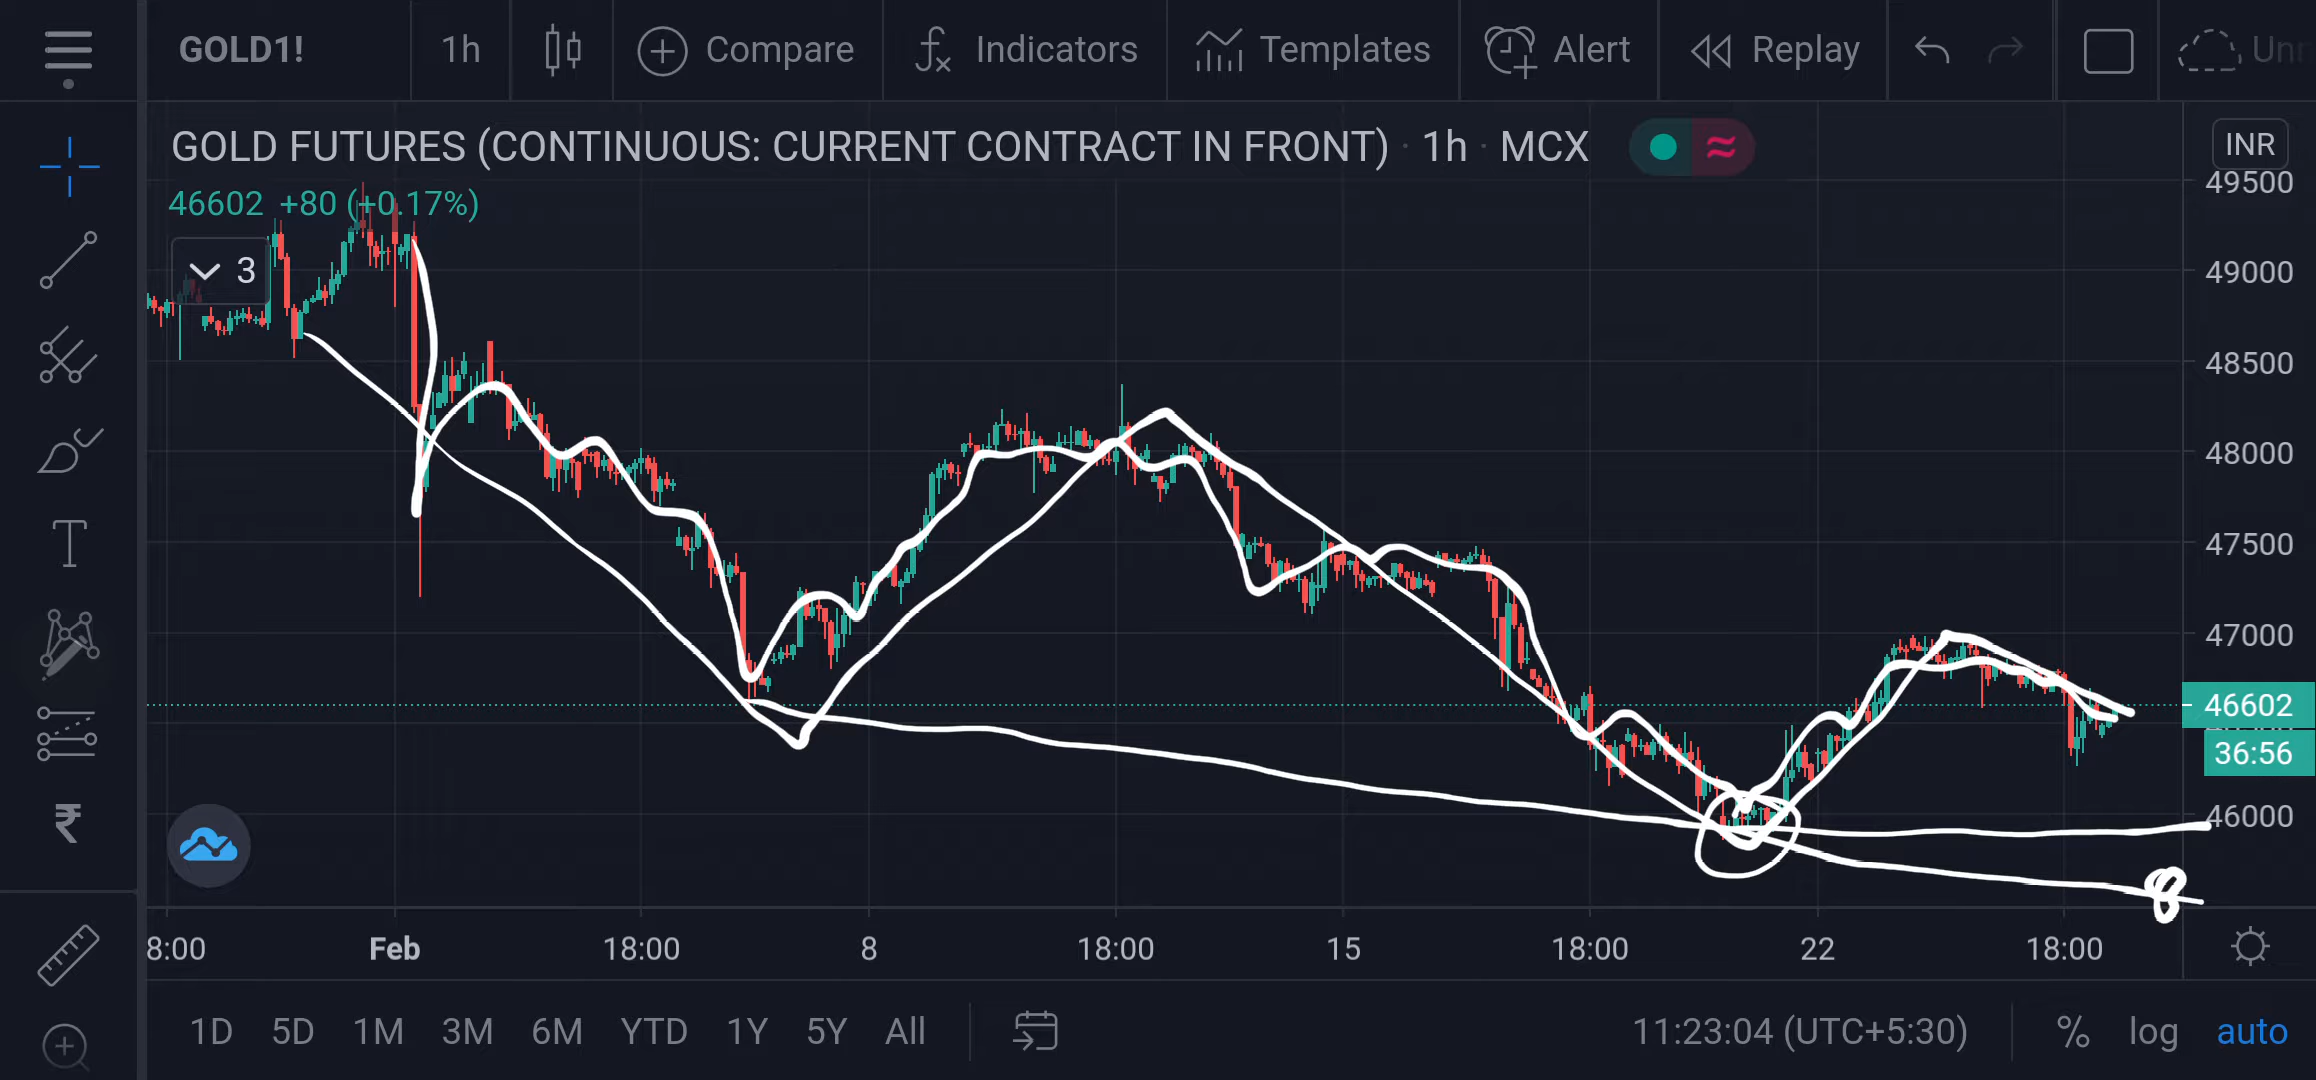 GOLD1! 1h Compare Indicators Templates Alert Replay
GOLD FUTURES (CONTINUOUS: CURRENT CONTRACT IN FRONT) · 1h · MCX
INR
46602 +80 (+0.17%)
3
49500
49000
48500
48000
47500
47000
46602
36:56
46000
8:00 Feb 18:00 8 18:00 15 18:00 22 18:00
1D 5D 1M 3M 6M YTD 1Y 5Y All 11:23:04 (UTC+5:30) % log auto